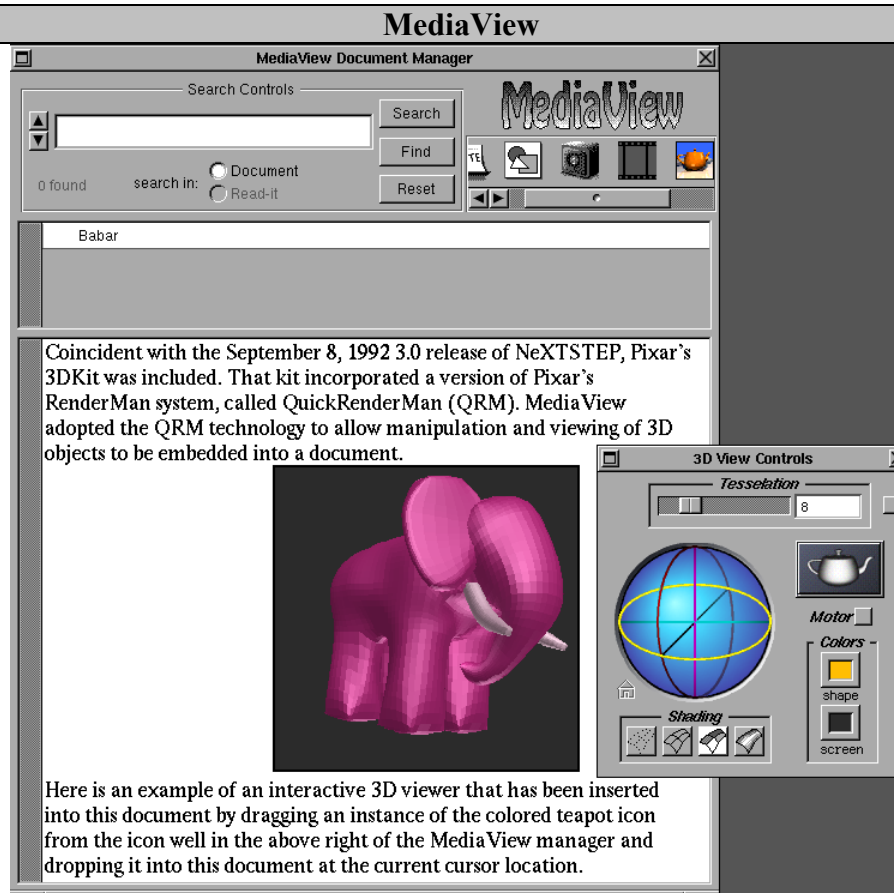 MediaView
MediaView Document Manager
Search Controls
Search
Find
Reset
0 found
search in:
Document
Read-it
MediaView
TE
Babar
Coincident with the September 8, 1992 3.0 release of NeXTSTEP, Pixar's
3DKit was included. That kit incorporated a version of Pixar's
RenderMan system, called QuickRenderMan (QRM). MediaView
adopted the QRM technology to allow manipulation and viewing of 3D
objects to be embedded into a document.
3D View Controls
Tesselation
8
Motor
Colors
shape
screen
Shading
Here is an example of an interactive 3D viewer that has been inserted
into this document by dragging an instance of the colored teapot icon
from the icon well in the above right of the MediaView manager and
dropping it into this document at the current cursor location.